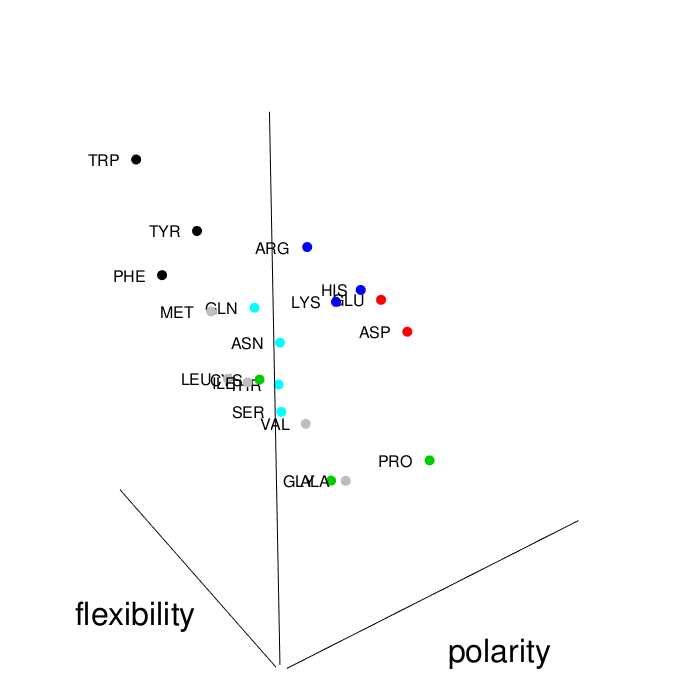 TRP
TYR
ARG
PHE
HIS
GLU
LYS
MET
GLN
ASP
ASN
LEU
CYS
ILE
THR
SER
VAL
PRO
GLY
ALA
flexibility
polarity